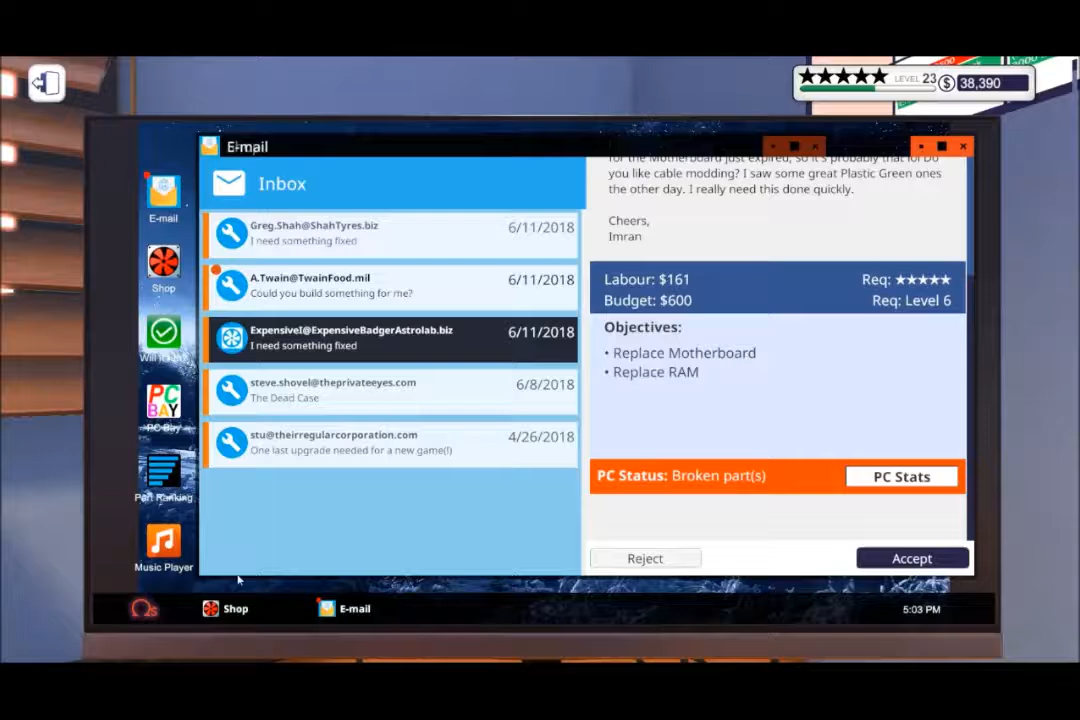 LEVEL 23 $ 38,390
E-mail
for the Motherboard just expired, so it's probably that lol Do
you like cable modding? I saw some great Plastic Green ones
the other day. I really need this done quickly.
Cheers,
Imran
Inbox
Greg.Shah@ShahTyres.biz 6/11/2018
I need something fixed
A.Twain@TwainFood.mil 6/11/2018
Could you build something for me?
ExpensiveI@ExpensiveBadgerAstrolab.biz 6/11/2018
I need something fixed
steve.shovel@theprivateeyes.com 6/8/2018
The Dead Case
stu@theirregularcorporation.com 4/26/2018
One last upgrade needed for a new game(!)
Labour: $161 Req: ★★★★★
Budget: $600 Req: Level 6
Objectives:
• Replace Motherboard
• Replace RAM
PC Status: Broken part(s) PC Stats
Reject Accept
E-mail
Shop
PC
BAY
PC Bay
Part Ranking
Music Player
Shop E-mail 5:03 PM